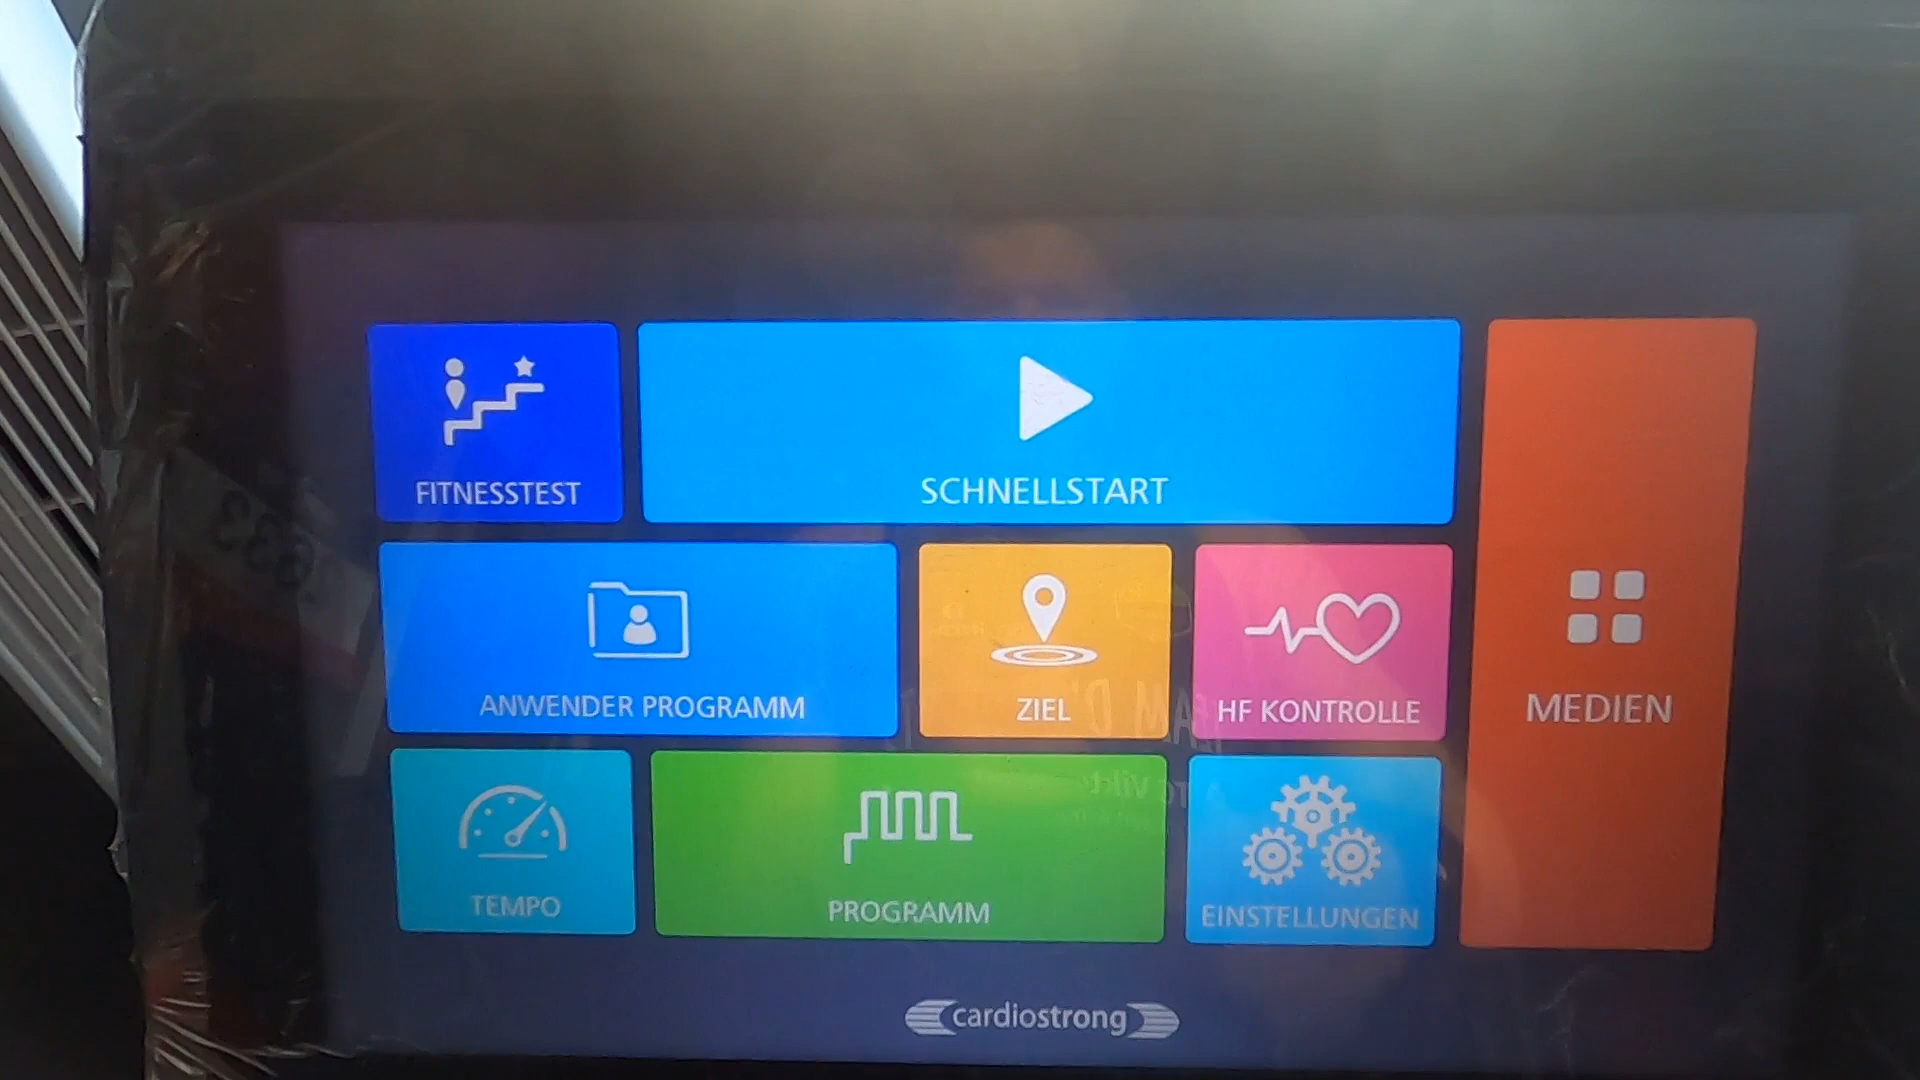 FITNESSTEST
SCHNELLSTART
ANWENDER PROGRAMM
ZIEL
HF KONTROLLE
MEDIEN
TEMPO
PROGRAMM
EINSTELLUNGEN
cardiostrong